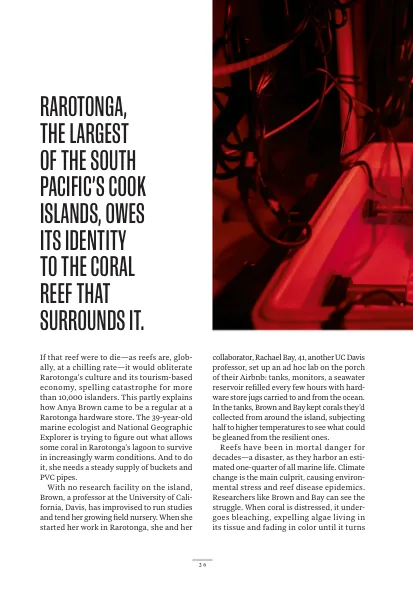 RAROTONGA,
THE LARGEST
OF THE SOUTH
PACIFIC'S COOK
ISLANDS, OWES
ITS IDENTITY
TO THE CORAL
REEF THAT
SURROUNDS IT.
If that reef were to die—as reefs are, glob-
ally, at a chilling rate—it would obliterate
Rarotonga's culture and its tourism-based
economy, spelling catastrophe for more
than 10,000 islanders. This partly explains
how Anya Brown came to be a regular at a
Rarotonga hardware store. The 39-year-old
marine ecologist and National Geographic
Explorer is trying to figure out what allows
some coral in Rarotonga's lagoon to survive
in increasingly warm conditions. And to do
it, she needs a steady supply of buckets and
PVC pipes.
With no research facility on the island,
Brown, a professor at the University of Cali-
fornia, Davis, has improvised to run studies
and tend her growing field nursery. When she
started her work in Rarotonga, she and her
collaborator, Rachael Bay, 41, another UC Davis
professor, set up an ad hoc lab on the porch
of their Airbnb: tanks, monitors, a seawater
reservoir refilled every few hours with hard-
ware store jugs carried to and from the ocean.
In the tanks, Brown and Bay kept corals they'd
collected from around the island, subjecting
half to higher temperatures to see what could
be gleaned from the resilient ones.
Reefs have been in mortal danger for
decades—a disaster, as they harbor an esti-
mated one-quarter of all marine life. Climate
change is the main culprit, causing environ-
mental stress and reef disease epidemics.
Researchers like Brown and Bay can see the
struggle. When coral is distressed, it under-
goes bleaching, expelling algae living in
its tissue and fading in color until it turns
36